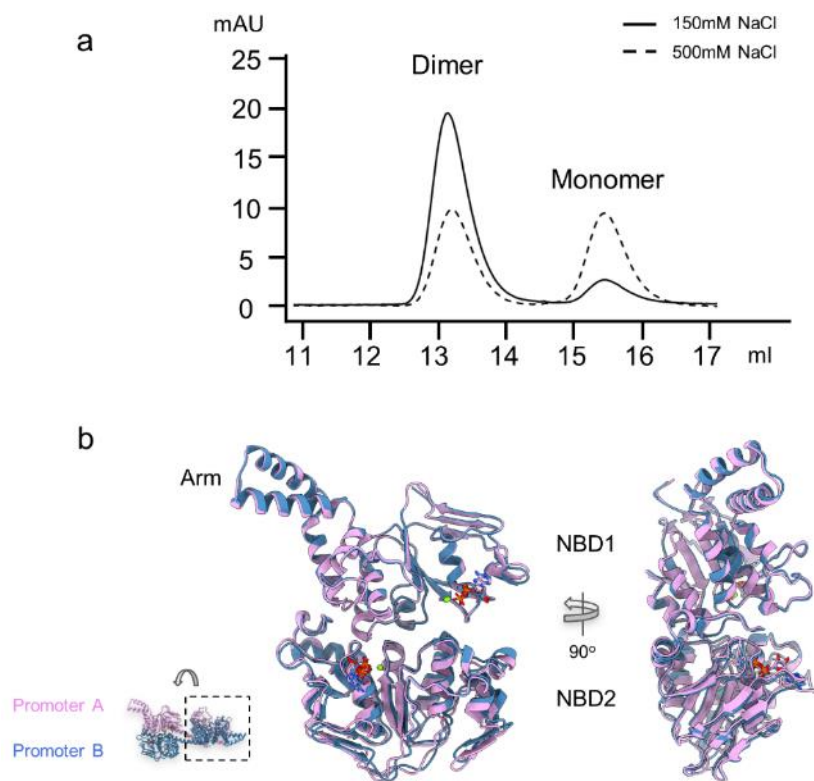 a
mAU
150mM NaCl
500mM NaCl
25
20
15
10
5
0
Dimer
Monomer
11 12 13 14 15 16 17 ml
b
Arm
NBD1
90°
NBD2
Promoter A
Promoter B